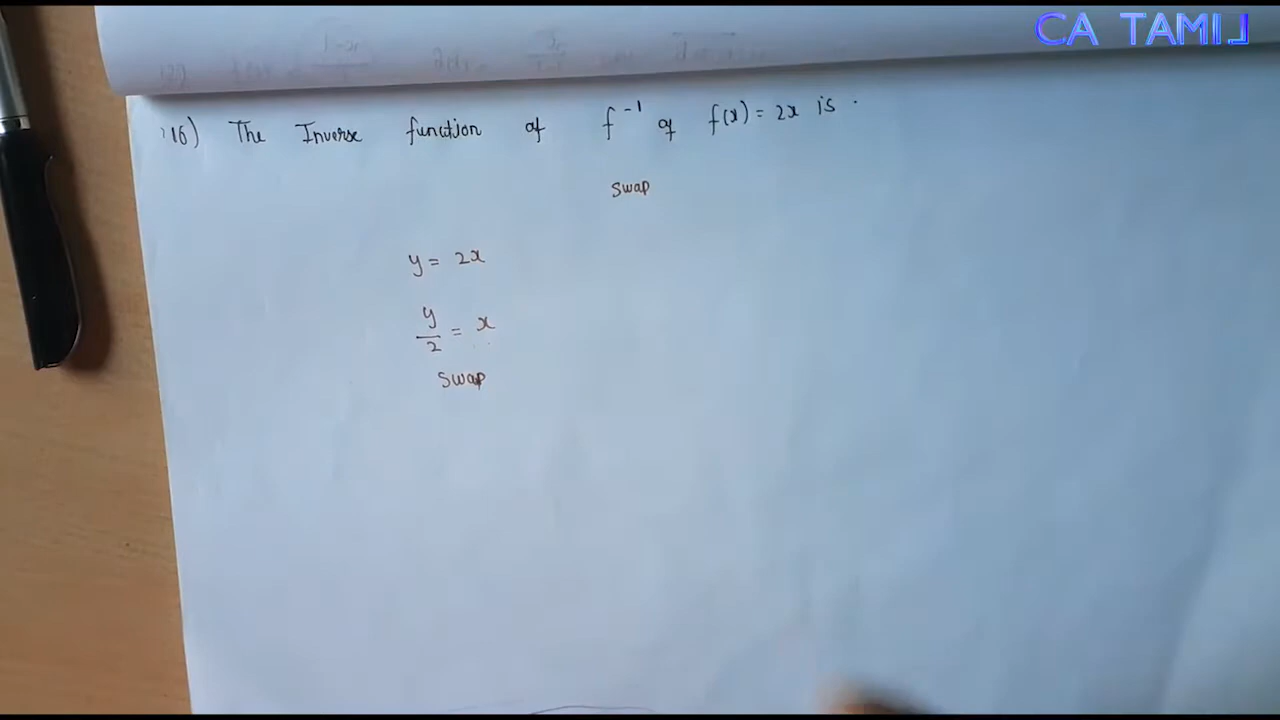 CA TAMIL
16) The Inverse function of f⁻¹ of f(x) = 2x is .
Swap
y = 2x
y/2 = x
Swap